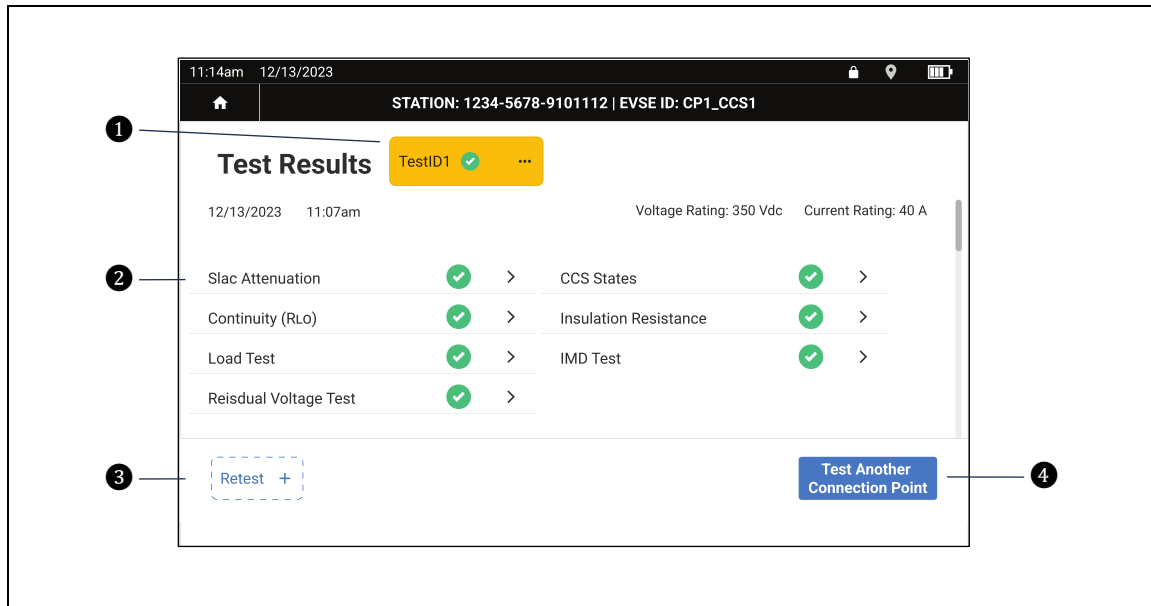 11:14am 12/13/2023
STATION: 1234-5678-9101112 | EVSE ID: CP1_CCS1
1
Test Results
TestID1
...
12/13/2023 11:07am
Voltage Rating: 350 Vdc Current Rating: 40 A
2
Slac Attenuation
CCS States
Continuity (RLO)
Insulation Resistance
Load Test
IMD Test
Reisdual Voltage Test
3
Retest +
Test Another
Connection Point
4